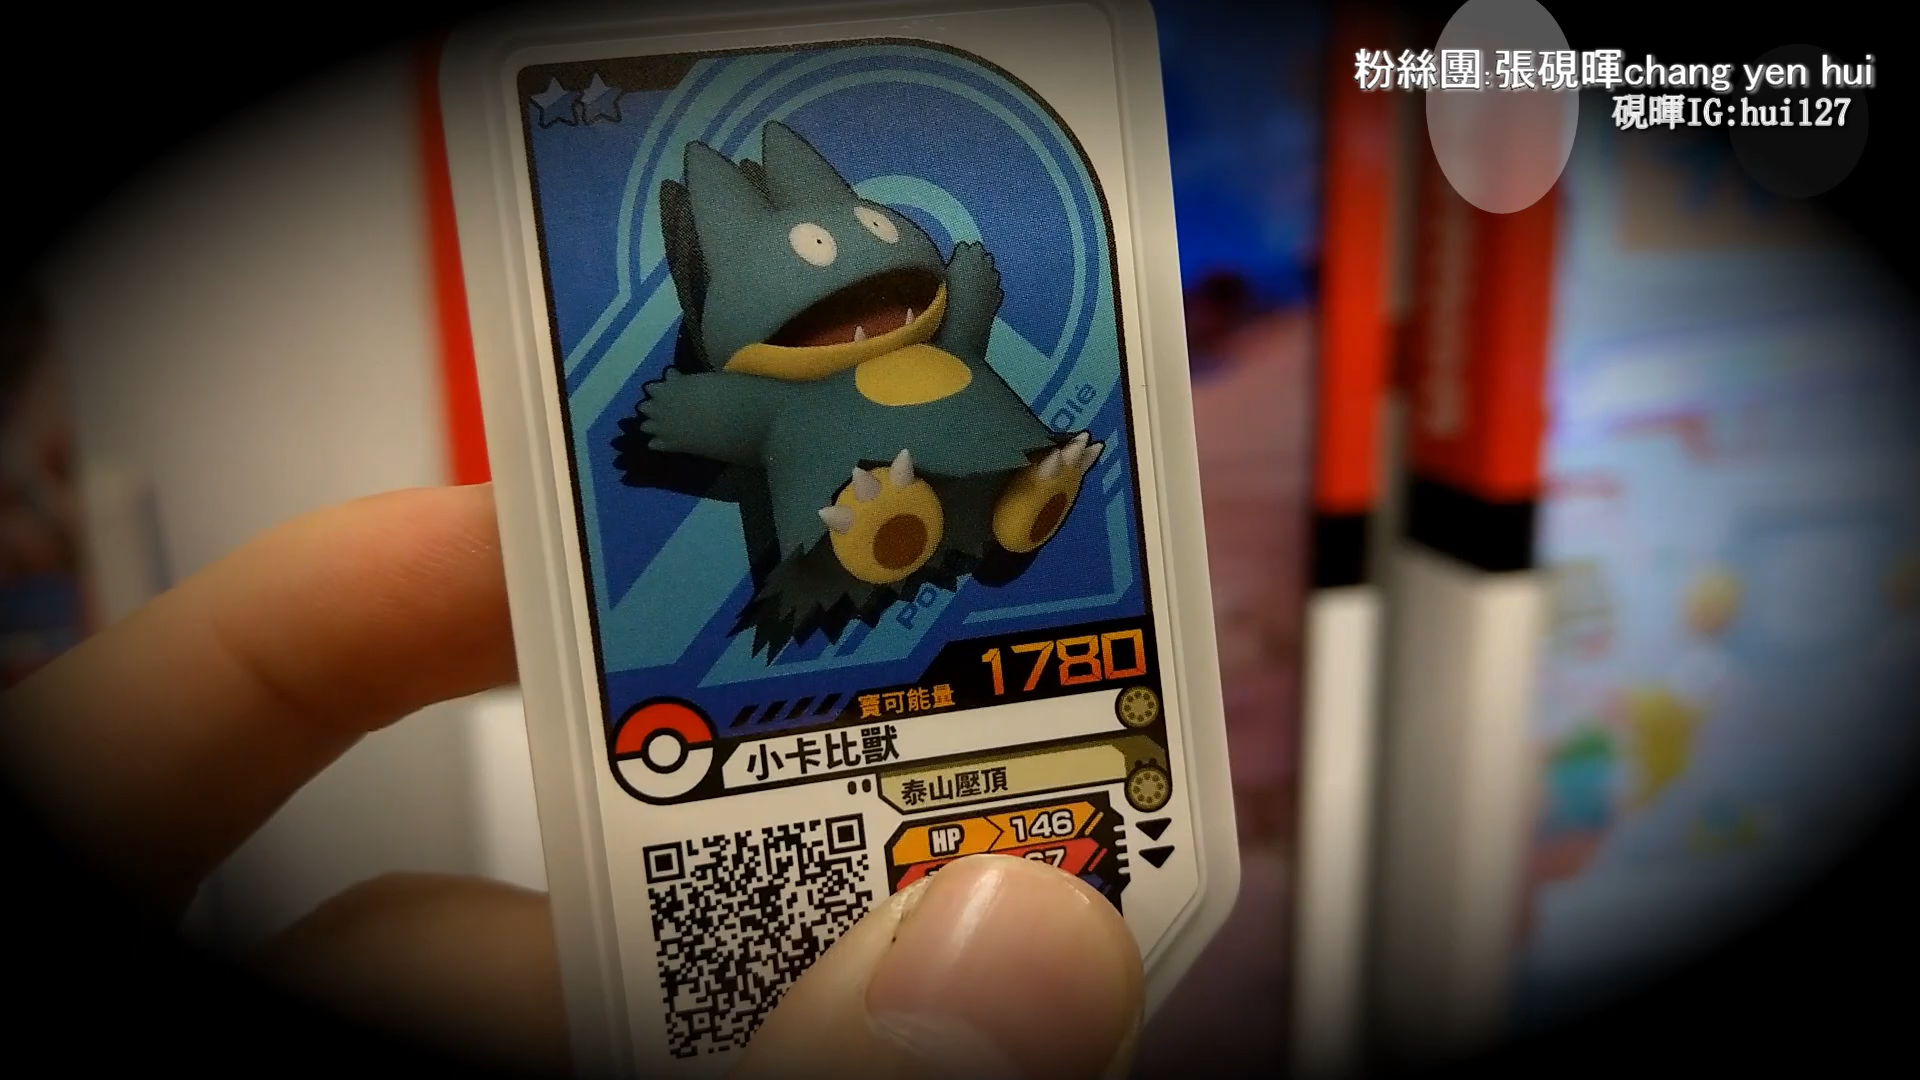 粉絲團:張硯暉chang yen hui
硯暉IG:hui127
寶可能量 1780
小卡比獸
泰山壓頂
HP 146